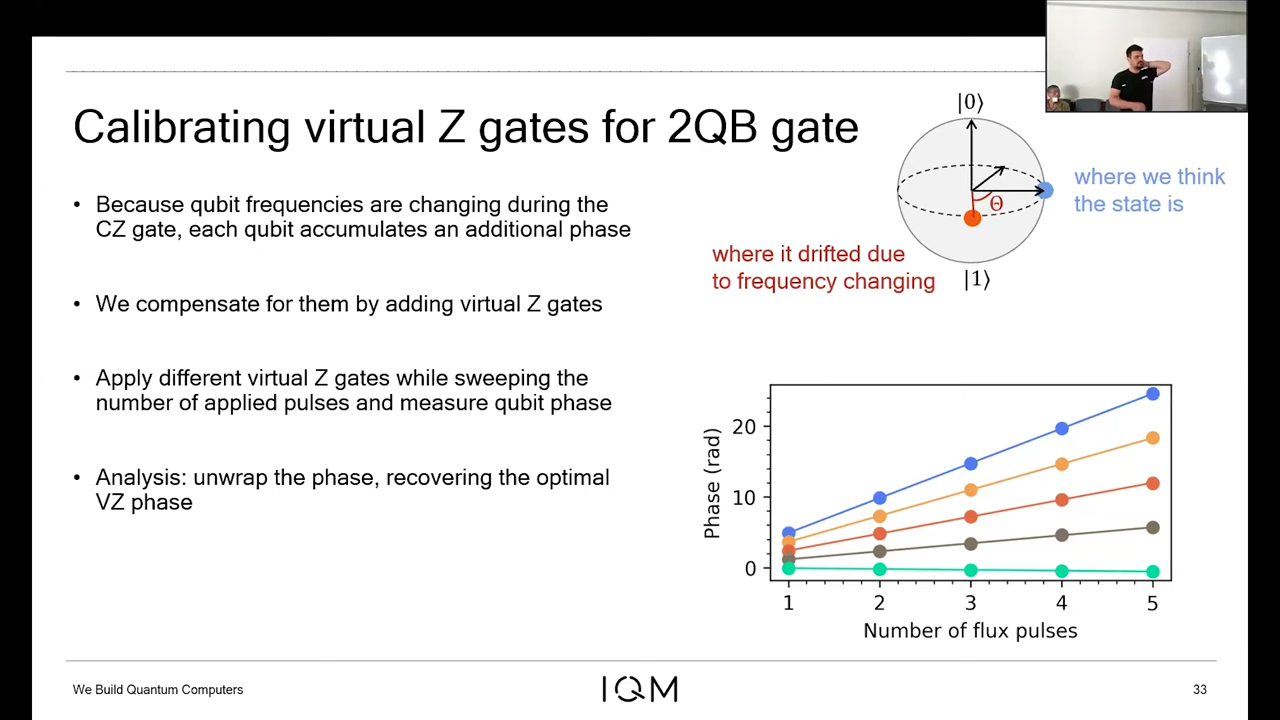 Calibrating virtual Z gates for 2QB gate
• Because qubit frequencies are changing during the
CZ gate, each qubit accumulates an additional phase
• We compensate for them by adding virtual Z gates
• Apply different virtual Z gates while sweeping the
number of applied pulses and measure qubit phase
• Analysis: unwrap the phase, recovering the optimal
VZ phase
|0⟩
where we think
the state is
Θ
where it drifted due
to frequency changing
|1⟩
Phase (rad)
20
10
0
1 2 3 4 5
Number of flux pulses
We Build Quantum Computers
IQM
33